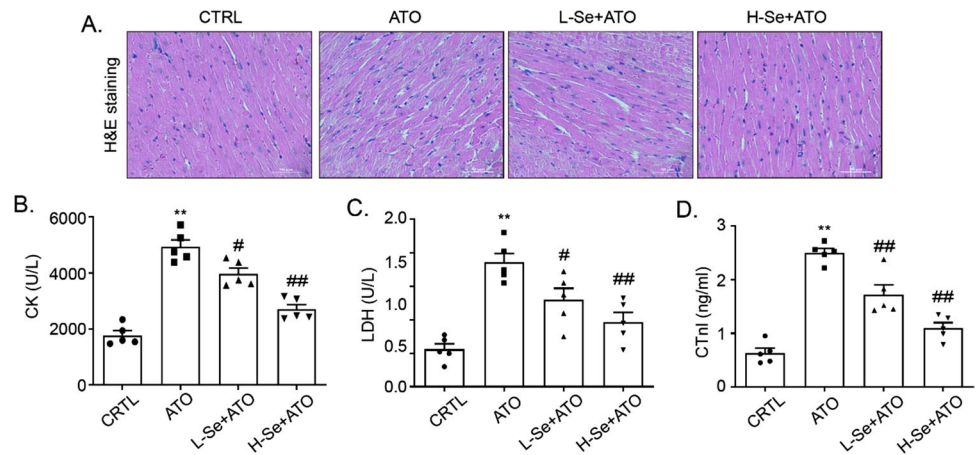 A.
CTRL
ATO
L-Se+ATO
H-Se+ATO
H&E staining
B.
CK (U/L)
6000
4000
2000
0
**
#
##
CRTL
ATO
L-Se+ATO
H-Se+ATO
C.
LDH (U/L)
2.0
1.5
1.0
0.5
0.0
**
#
##
CRTL
ATO
L-Se+ATO
H-Se+ATO
D.
CTnI (ng/ml)
3
2
1
0
**
##
##
CRTL
ATO
L-Se+ATO
H-Se+ATO